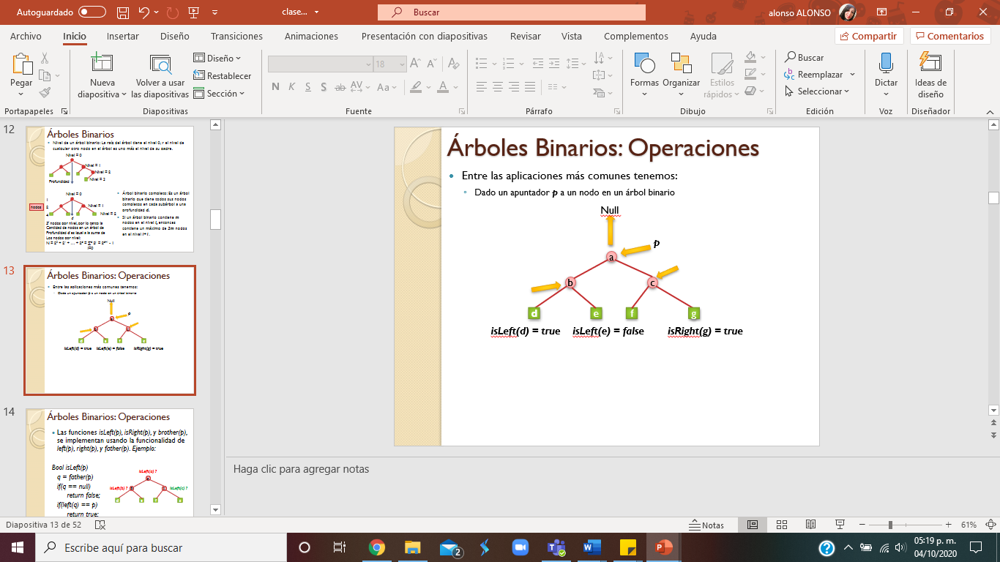 Autoguardado
clase...
Buscar
alonso ALONSO
Archivo Inicio Insertar Diseño Transiciones Animaciones Presentación con diapositivas Revisar Vista Complementos Ayuda
Compartir Comentarios
Pegar
Nueva diapositiva
Volver a usar las diapositivas
Diseño
Restablecer
Sección
18
N K S S ab AV Aa
A
Formas Organizar
Estilos rápidos
Buscar
Reemplazar
Seleccionar
Dictar
Ideas de diseño
Portapapeles Diapositivas Fuente Párrafo Dibujo Edición Voz Diseñador
12
Árboles Binarios
Nivel de un árbol binario: La raíz del árbol tiene el nivel 0, y el nivel de
cualquier otro nodo en el árbol es uno más el nivel de su padre.
Nivel = 0
Nivel = 1
Nivel = 2
Nivel = 2
Profundidad
Nivel = 0
Nivel = 1
Nivel = 2
nodos
1
2
4
d
Árbol binario completo: Es un árbol
binario que tiene todos sus nodos
completos en cada subárbol a una
profundidad d.
Si un árbol binario contiene m
nodos en el nivel l, entonces
contiene un máximo de 2m nodos
en el nivel l+1.
nodos por nivel, por lo tanto la
Cantidad de nodos en un árbol de
Profundidad d es igual a la suma de
Los nodos por nivel:
13
Árboles Binarios: Operaciones
Entre las aplicaciones más comunes tenemos:
Dado un apuntador p a un nodo en un árbol binario
Null
p
isLeft(d) = true isLeft(e) = false isRight(g) = true
14
Árboles Binarios: Operaciones
Las funciones isLeft(p), isRight(p), y brother(p),
se implementan usando la funcionalidad de
left(p), right(p), y father(p). Ejemplo:
Bool isLeft(p)
q = father(p)
if(q == null)
return false;
if(left(q) == p)
return true;
isLeft(a) ?
isLeft(b) ?
isLeft(c) ?
Árboles Binarios: Operaciones
Entre las aplicaciones más comunes tenemos:
Dado un apuntador p a un nodo en un árbol binario
Null
p
a
b c
d e f g
isLeft(d) = true isLeft(e) = false isRight(g) = true
Haga clic para agregar notas
Diapositiva 13 de 52
Notas
61%
Escribe aquí para buscar
2
05:19 p. m.
04/10/2020